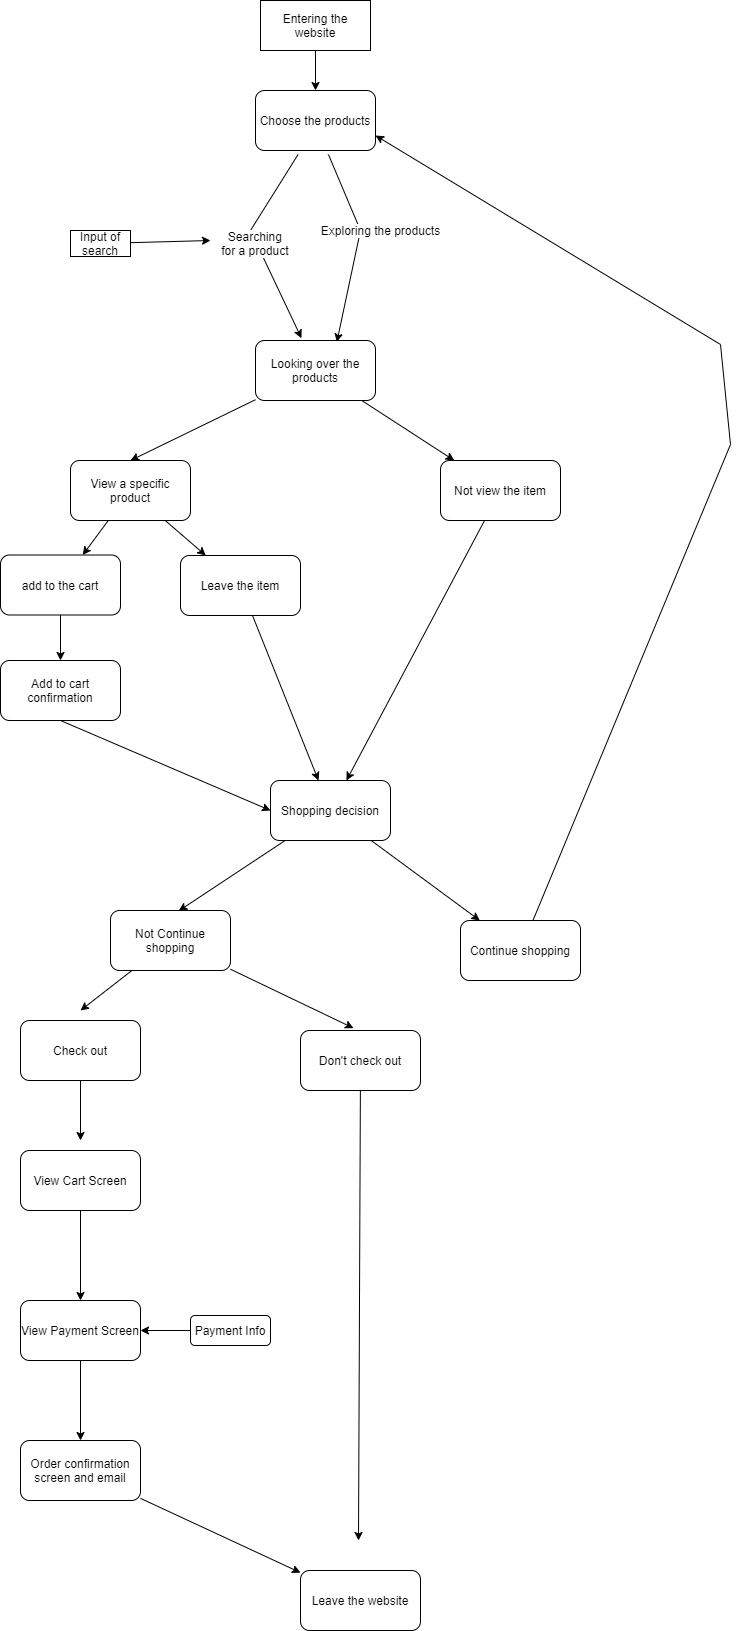 Entering the
website
Choose the products
Input of
search
Searching
for a product
Exploring the products
Looking over the
products
View a specific
product
Not view the item
add to the cart
Leave the item
Add to cart
confirmation
Shopping decision
Not Continue
shopping
Continue shopping
Check out
Don't check out
View Cart Screen
View Payment Screen
Payment Info
Order confirmation
screen and email
Leave the website